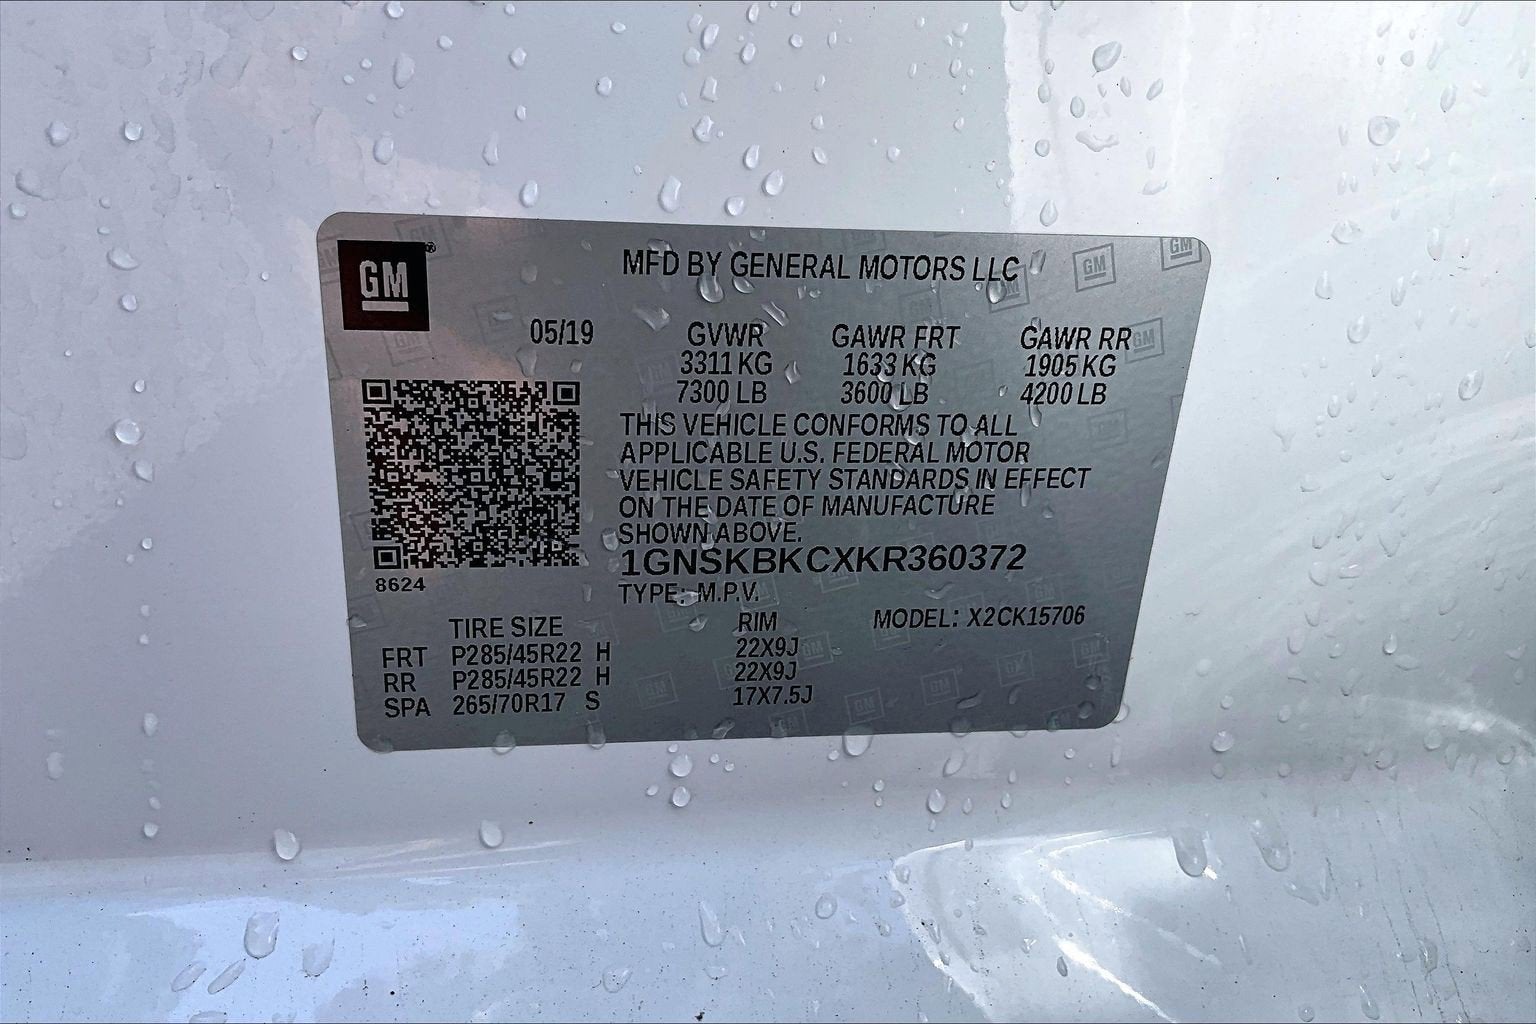 GM®
MFD BY GENERAL MOTORS LLC
05/19 GVWR GAWR FRT GAWR RR
3311 KG 1633 KG 1905 KG
7300 LB 3600 LB 4200 LB
THIS VEHICLE CONFORMS TO ALL
APPLICABLE U.S. FEDERAL MOTOR
VEHICLE SAFETY STANDARDS IN EFFECT
ON THE DATE OF MANUFACTURE
SHOWN ABOVE.
1GNSKBKCXKR360372
8624
TYPE: M.P.V.
TIRE SIZE RIM MODEL: X2CK15706
FRT P285/45R22 H 22X9J
RR P285/45R22 H 22X9J
SPA 265/70R17 S 17X7.5J